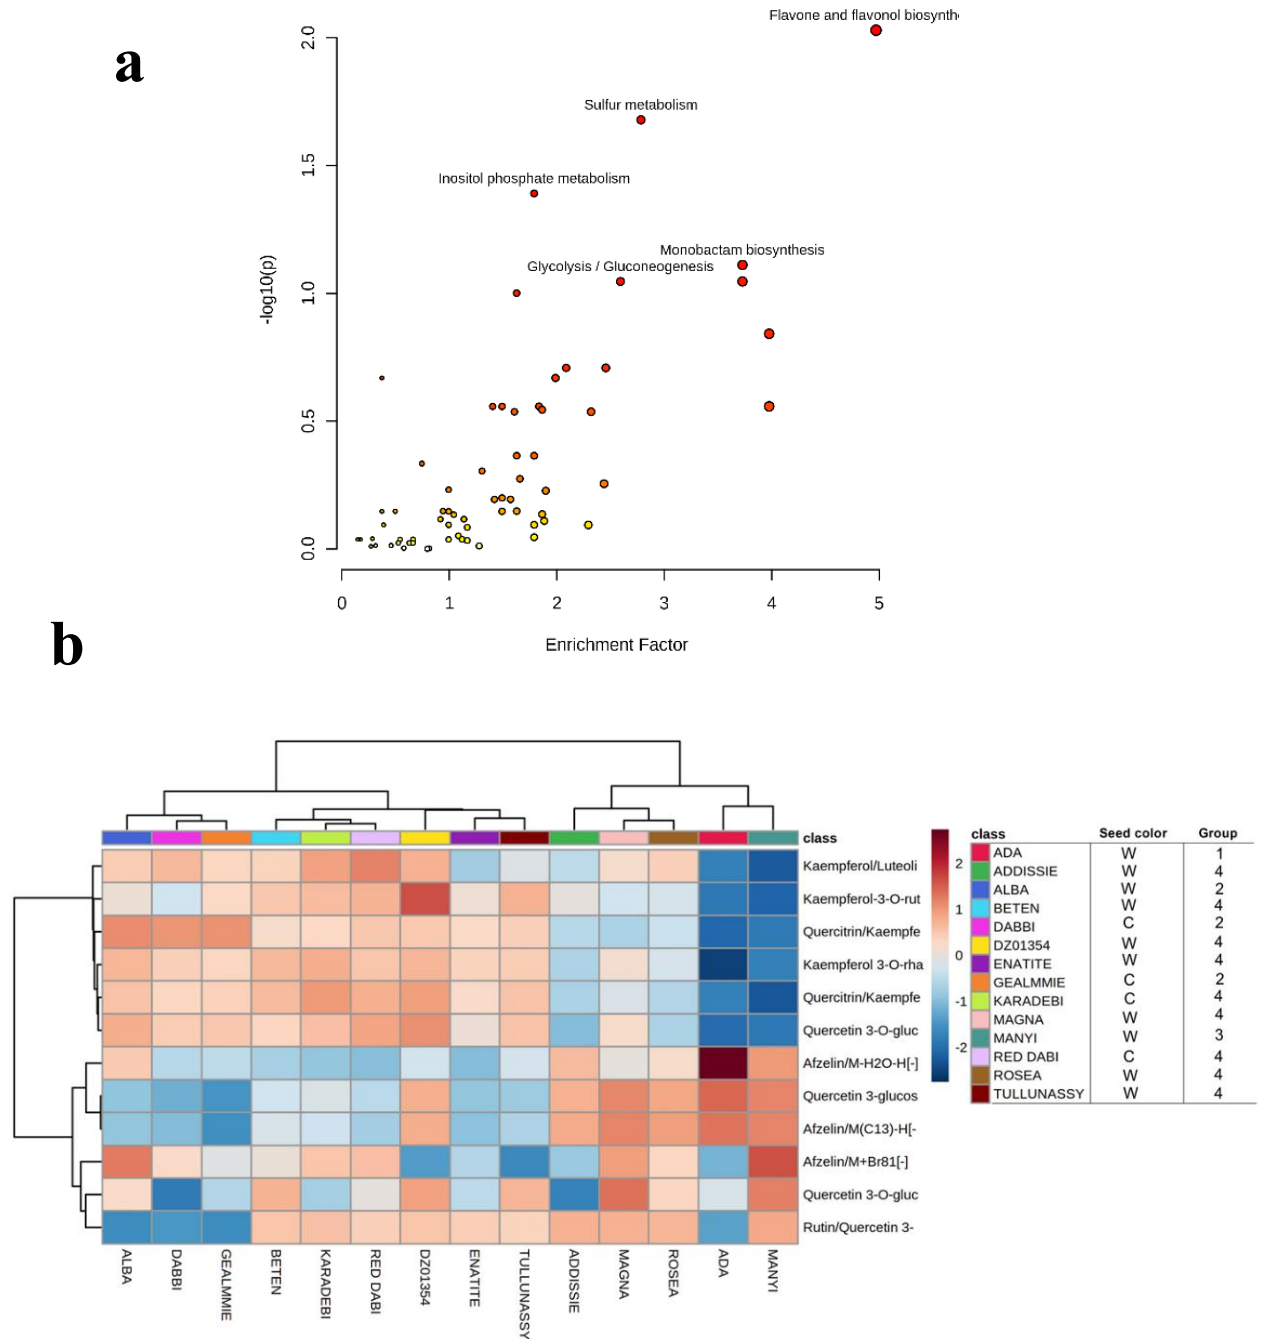 a
Flavone and flavonol biosynth
Sulfur metabolism
Inositol phosphate metabolism
Monobactam biosynthesis
Glycolysis / Gluconeogenesis
-log10(p)
2.0
1.5
1.0
0.5
0.0
0 1 2 3 4 5
Enrichment Factor
b
class
Kaempferol/Luteoli
Kaempferol-3-O-rut
Quercitrin/Kaempfe
Kaempferol 3-O-rha
Quercitrin/Kaempfe
Quercetin 3-O-gluc
Afzelin/M-H2O-H[-]
Quercetin 3-glucos
Afzelin/M(C13)-H[-
Afzelin/M+Br81[-]
Quercetin 3-O-gluc
Rutin/Quercetin 3-
ALBA DABBI GEALMMIE BETEN KARADEBI RED DABI DZ01354 ENATITE TULLUNASSY ADDISSIE MAGNA ROSEA ADA MANYI
2
1
0
-1
-2
class Seed color Group
ADA W 1
ADDISSIE W 4
ALBA W 2
BETEN W 4
DABBI C 2
DZ01354 W 4
ENATITE W 4
GEALMMIE C 2
KARADEBI C 4
MAGNA W 4
MANYI W 3
RED DABI C 4
ROSEA W 4
TULLUNASSY W 4